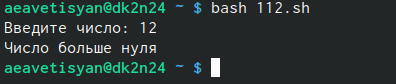 aeavetisyan@dk2n24 ~ $ bash 112.sh
Введите число: 12
Число больше нуля
aeavetisyan@dk2n24 ~ $